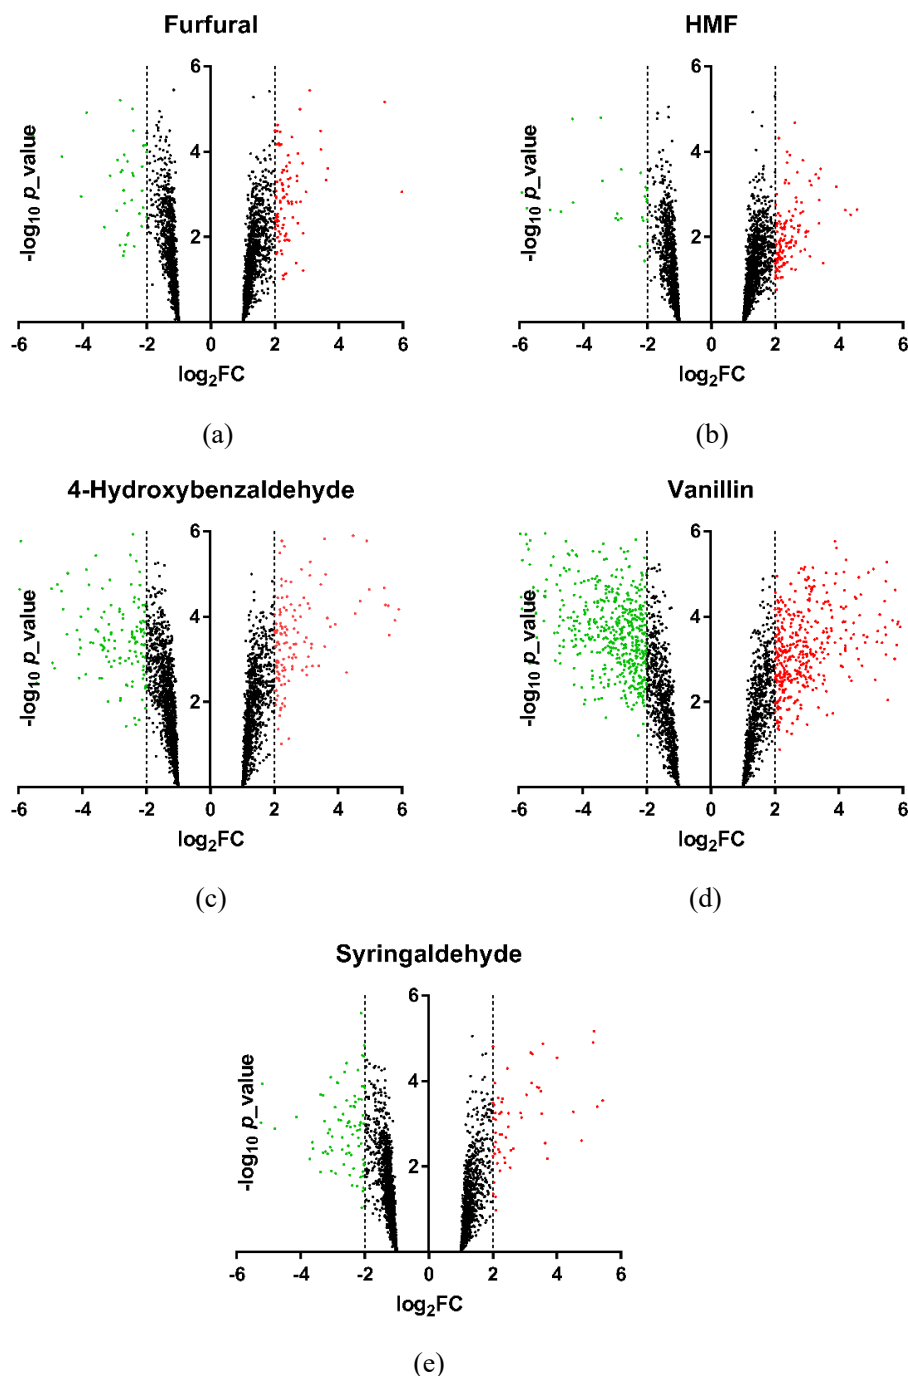 Furfural
HMF
-log10 p_value
6
4
2
-6 -4 -2 0 2 4 6
log2FC
(a)
-log10 p_value
6
4
2
-6 -4 -2 0 2 4 6
log2FC
(b)
4-Hydroxybenzaldehyde
Vanillin
-log10 p_value
6
4
2
-6 -4 -2 0 2 4 6
log2FC
(c)
-log10 p_value
6
4
2
-6 -4 -2 0 2 4 6
log2FC
(d)
Syringaldehyde
-log10 p_value
6
4
2
-6 -4 -2 0 2 4 6
log2FC
(e)